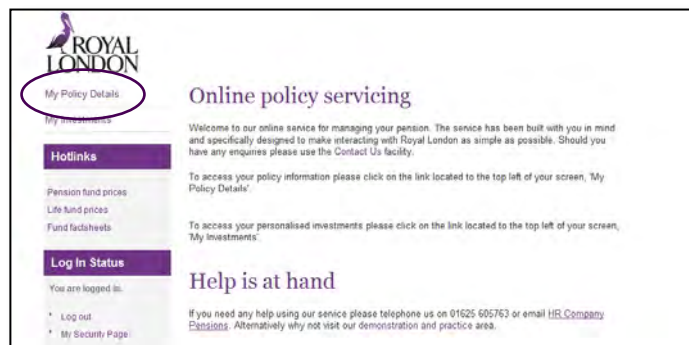 ROYAL
LONDON
My Policy Details
My Investments
Hotlinks
Pension fund prices
Life fund prices
Fund factsheets
Log In Status
You are logged in.
Log out
My Security Page
Online policy servicing
Welcome to our online service for managing your pension. The service has been built with you in mind
and specifically designed to make interacting with Royal London as simple as possible. Should you
have any enquiries please use the Contact Us facility.
To access your policy information please click on the link located to the top left of your screen, 'My
Policy Details'.
To access your personalised investments please click on the link located to the top left of your screen,
'My Investments'
Help is at hand
If you need any help using our service please telephone us on 01625 605763 or email HR Company
Pensions. Alternatively why not visit our demonstration and practice area.